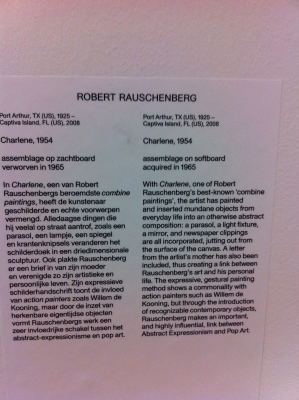 ROBERT RAUSCHENBERG
Port Arthur, TX (US), 1925 –
Captiva Island, FL (US), 2008
Charlene, 1954
assemblage op zachtboard
verworven in 1965
In Charlene, een van Robert
Rauschenbergs beroemdste combine
paintings, heeft de kunstenaar
geschilderde en echte voorwerpen
vermengd. Alledaagse dingen die
hij veelal op straat aantrof, zoals een
parasol, een lampje, een spiegel
en krantenknipsels veranderen het
schilderdoek in een driedimensionale
sculptuur. Ook plakte Rauschenberg
er een brief in van zijn moeder
en verenigde zo zijn artistieke en
persoonlijke leven. Zijn expressieve
schildershandschrift toont de invloed
van action painters zoals Willem de
Kooning, maar door de inzet van
herkenbare eigentijdse objecten
vormt Rauschenbergs werk een
zeer invloedrijke schakel tussen het
abstract-expressionisme en pop art.
Port Arthur, TX (US), 1925 –
Captiva Island, FL (US), 2008
Charlene, 1954
assemblage on softboard
acquired in 1965
With Charlene, one of Robert
Rauschenberg's best-known 'combine
paintings', the artist has painted
and inserted mundane objects from
everyday life into an otherwise abstract
composition: a parasol, a light fixture,
a mirror, and newspaper clippings
are all incorporated, jutting out from
the surface of the canvas. A letter
from the artist's mother has also been
included, thus creating a link between
Rauschenberg's art and his personal
life. The expressive, gestural painting
method shows a commonality with
action painters such as Willem de
Kooning, but through the introduction
of recognizable contemporary objects,
Rauschenberg makes an important,
and highly influential, link between
Abstract Expressionism and Pop Art.